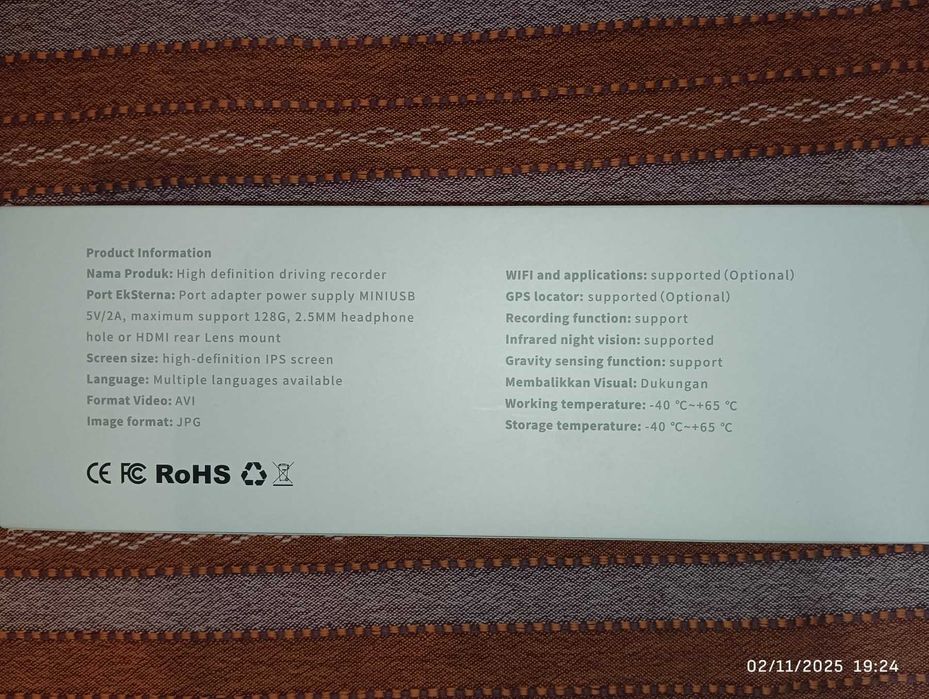 Product Information
Nama Produk: High definition driving recorder
Port EkSterna: Port adapter power supply MINIUSB
5V/2A, maximum support 128G, 2.5MM headphone
hole or HDMI rear Lens mount
Screen size: high-definition IPS screen
Language: Multiple languages available
Format Video: AVI
Image format: JPG
CE FC RoHS
WIFI and applications: supported (Optional)
GPS locator: supported (Optional)
Recording function: support
Infrared night vision: supported
Gravity sensing function: support
Membalikkan Visual: Dukungan
Working temperature: -40 ℃~+65 ℃
Storage temperature: -40 ℃~+65 ℃
02/11/2025 19:24